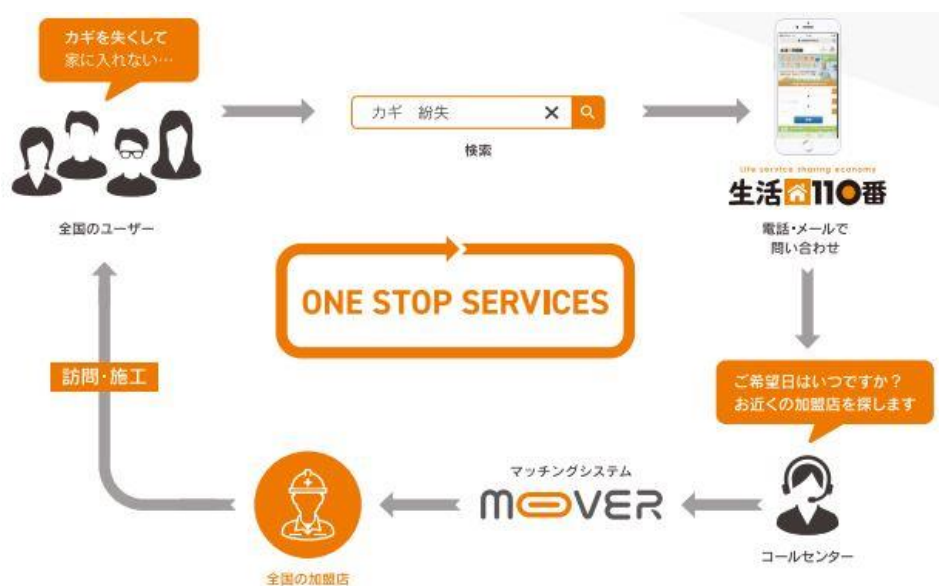 カギを失くして
家に入れない…
全国のユーザー
カギ 紛失
検索
Life service sharing economy
生活110番
電話・メールで
問い合わせ
ONE STOP SERVICES
訪問・施工
ご希望日はいつですか？
お近くの加盟店を探します
コールセンター
マッチングシステム
MOOVER
全国の加盟店